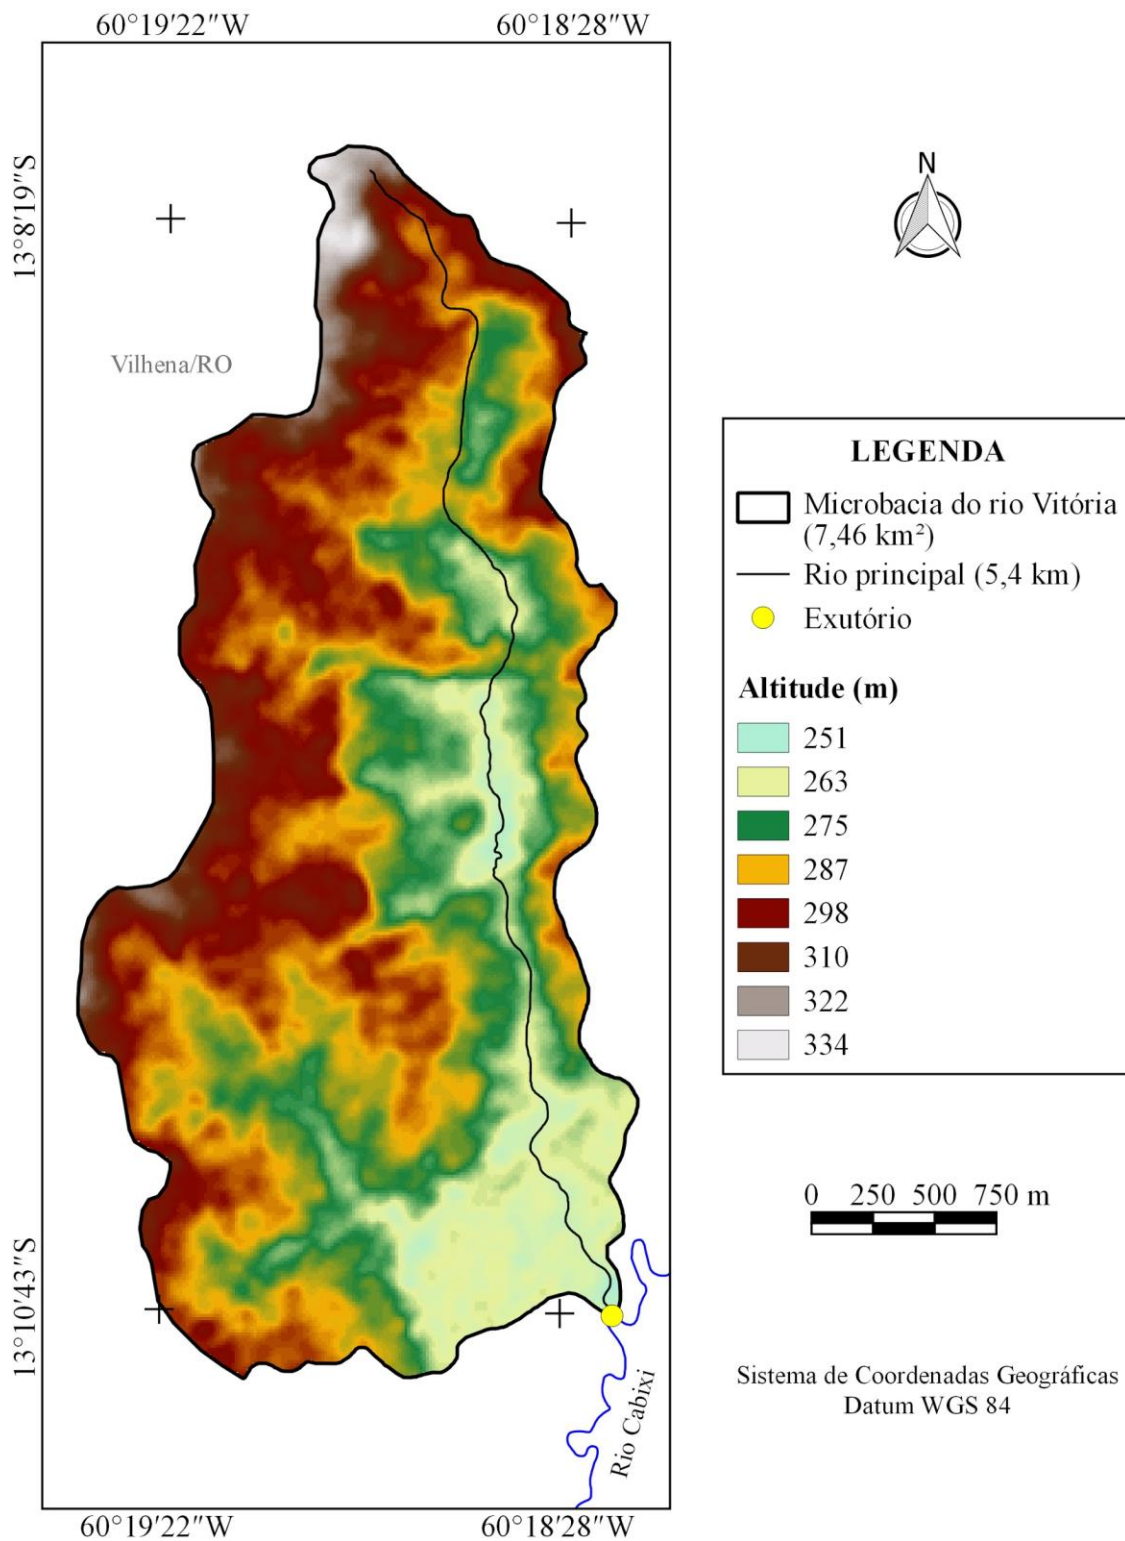 60°19′22″W
60°18′28″W
13°8′19″S
N
Vilhena/RO
LEGENDA
Microbacia do rio Vitória
(7,46 km²)
Rio principal (5,4 km)
Exutório
Altitude (m)
251
263
275
287
298
310
322
334
0 250 500 750 m
13°10′43″S
Rio Cabixi
Sistema de Coordenadas Geográficas
Datum WGS 84
60°19′22″W
60°18′28″W